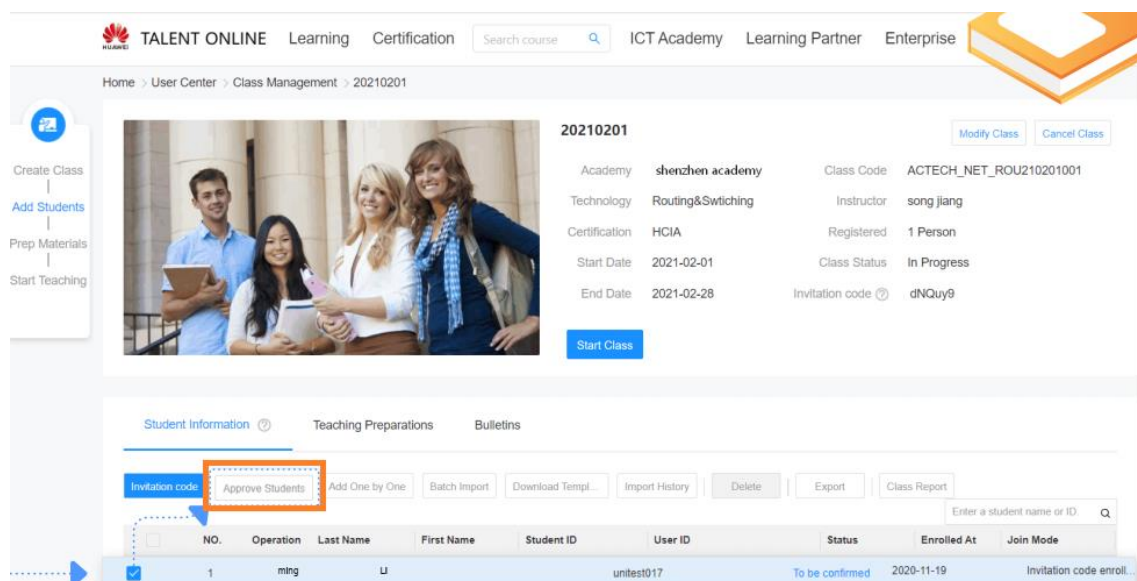 HUAWEI TALENT ONLINE Learning Certification Search course ICT Academy Learning Partner Enterprise
Home > User Center > Class Management > 20210201
20210201 Modify Class Cancel Class
Create Class
Add Students
Prep Materials
Start Teaching
Academy shenzhen academy Class Code ACTECH_NET_ROU210201001
Technology Routing&Swtiching Instructor song jiang
Certification HCIA Registered 1 Person
Start Date 2021-02-01 Class Status In Progress
End Date 2021-02-28 Invitation code ? dNQuy9
Start Class
Student Information ? Teaching Preparations Bulletins
Invitation code Approve Students Add One by One Batch Import Download Templ... Import History Delete Export Class Report
Enter a student name or ID.
NO. Operation Last Name First Name Student ID User ID Status Enrolled At Join Mode
1 ming LI unitest017 To be confirmed 2020-11-19 Invitation code enroll...